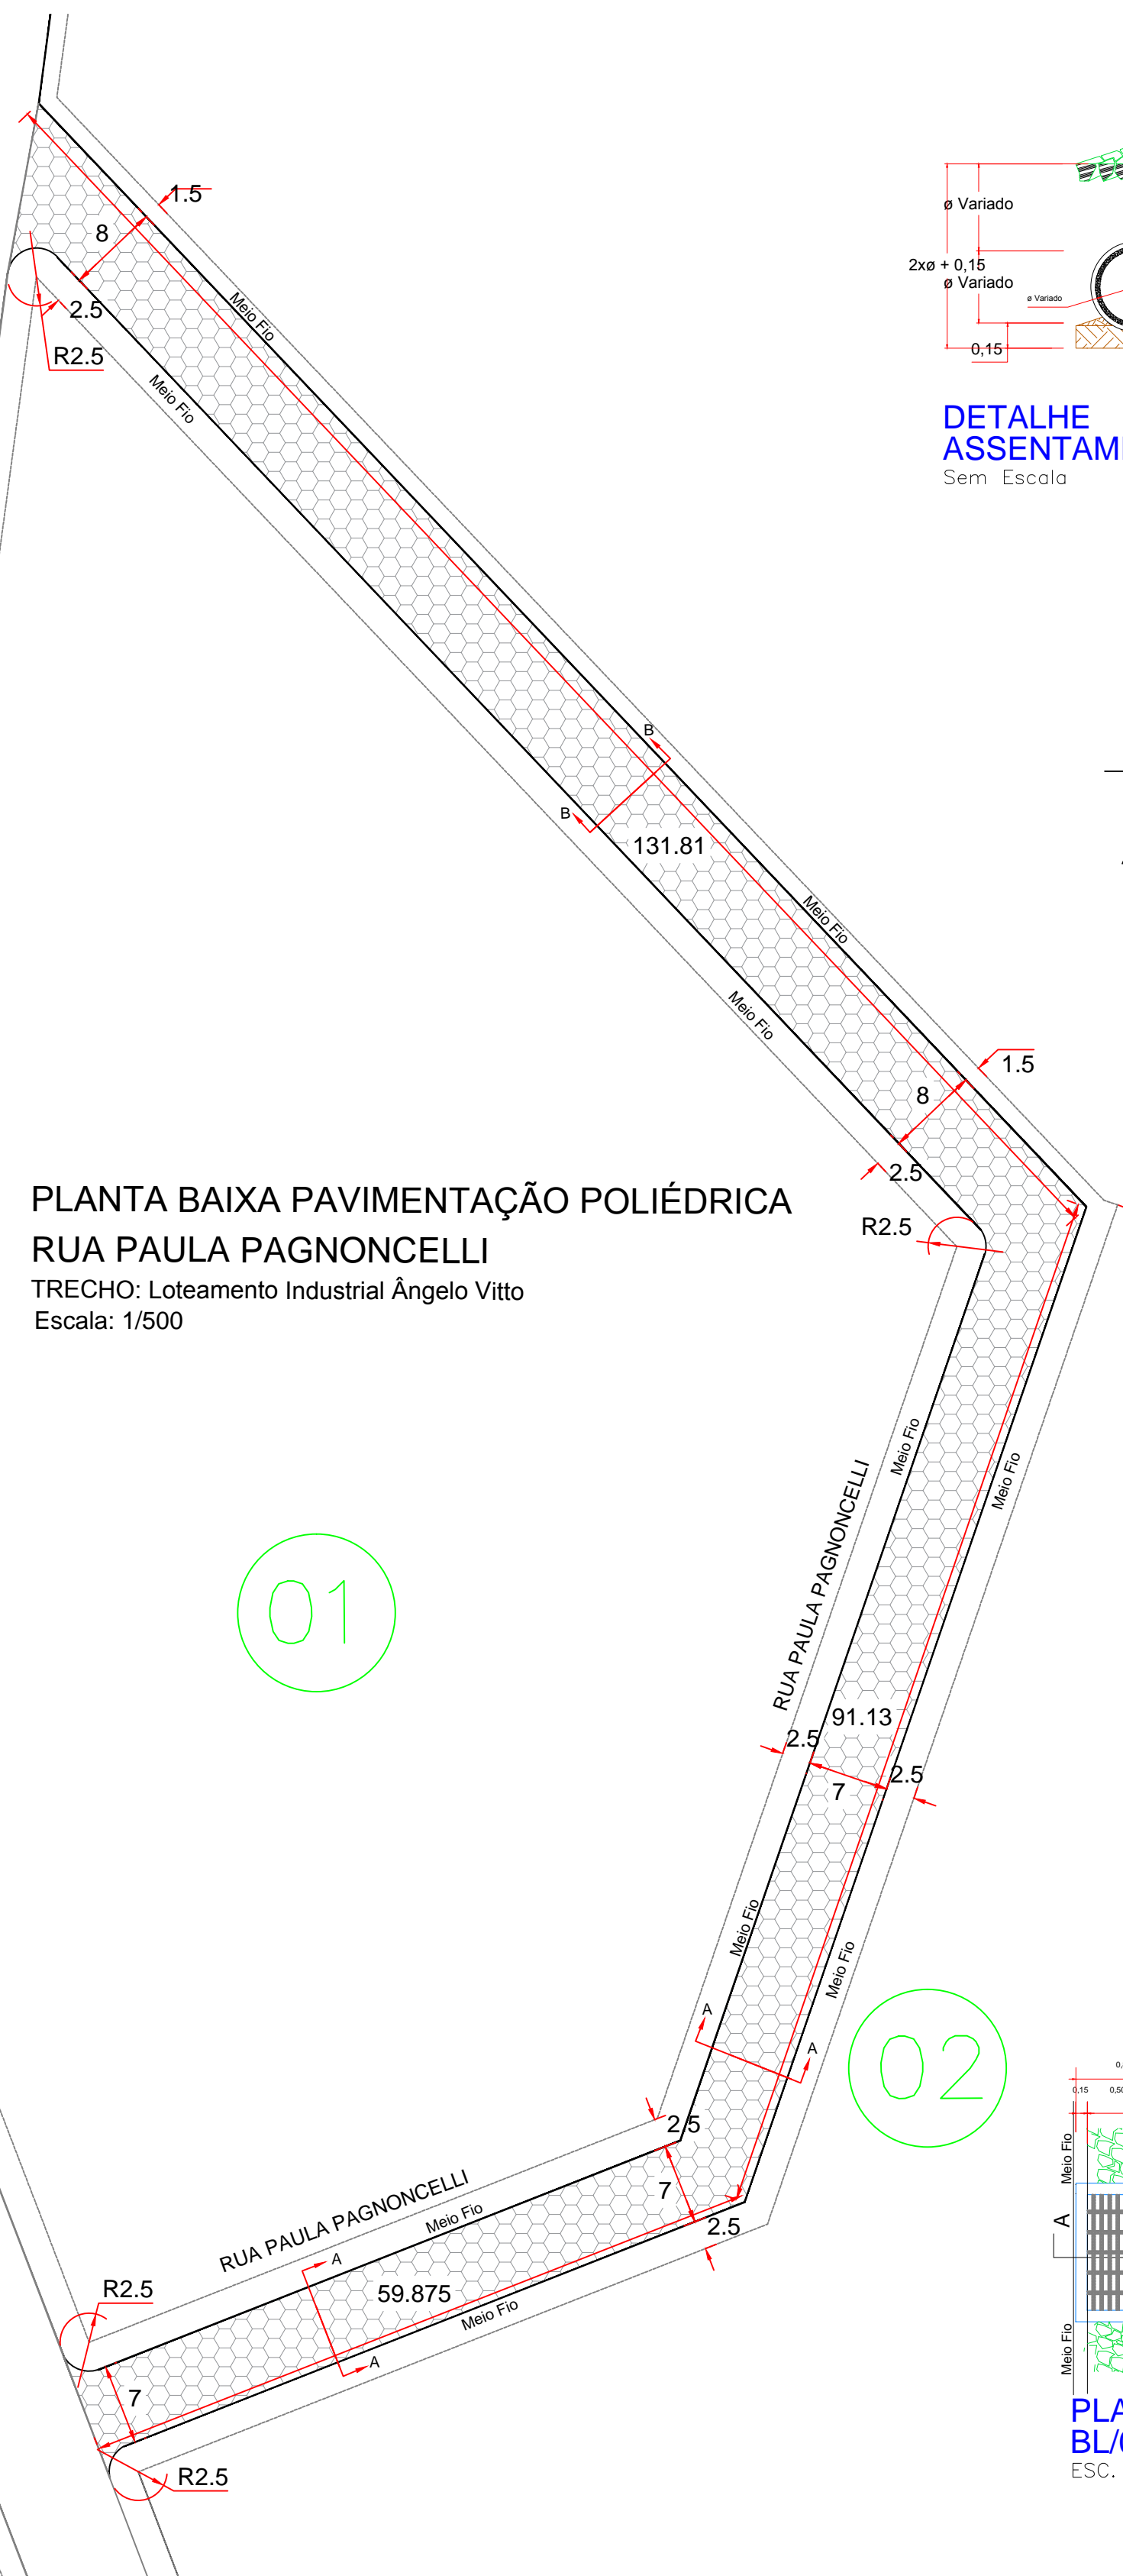 1.5
8
2.5
R2.5
Meio Fio
Meio Fio
ø Variado
2xø + 0,15
ø Variado
ø Variado
0,15
DETALHE
ASSENTAM
Sem Escala
B
B
131.81
Meio Fio
Meio Fio
1.5
8
2.5
R2.5
PLANTA BAIXA PAVIMENTAÇÃO POLIÉDRICA
RUA PAULA PAGNONCELLI
TRECHO: Loteamento Industrial Ângelo Vitto
Escala: 1/500
Meio Fio
Meio Fio
RUA PAULA PAGNONCELLI
01
91.13
2.5
2.5
7
Meio Fio
Meio Fio
A
A
02
0,15
Meio Fio
A
Meio Fio
2.5
7
2.5
RUA PAULA PAGNONCELLI
Meio Fio
A
59.875
Meio Fio
A
R2.5
7
R2.5
PLA
BL/
ESC.